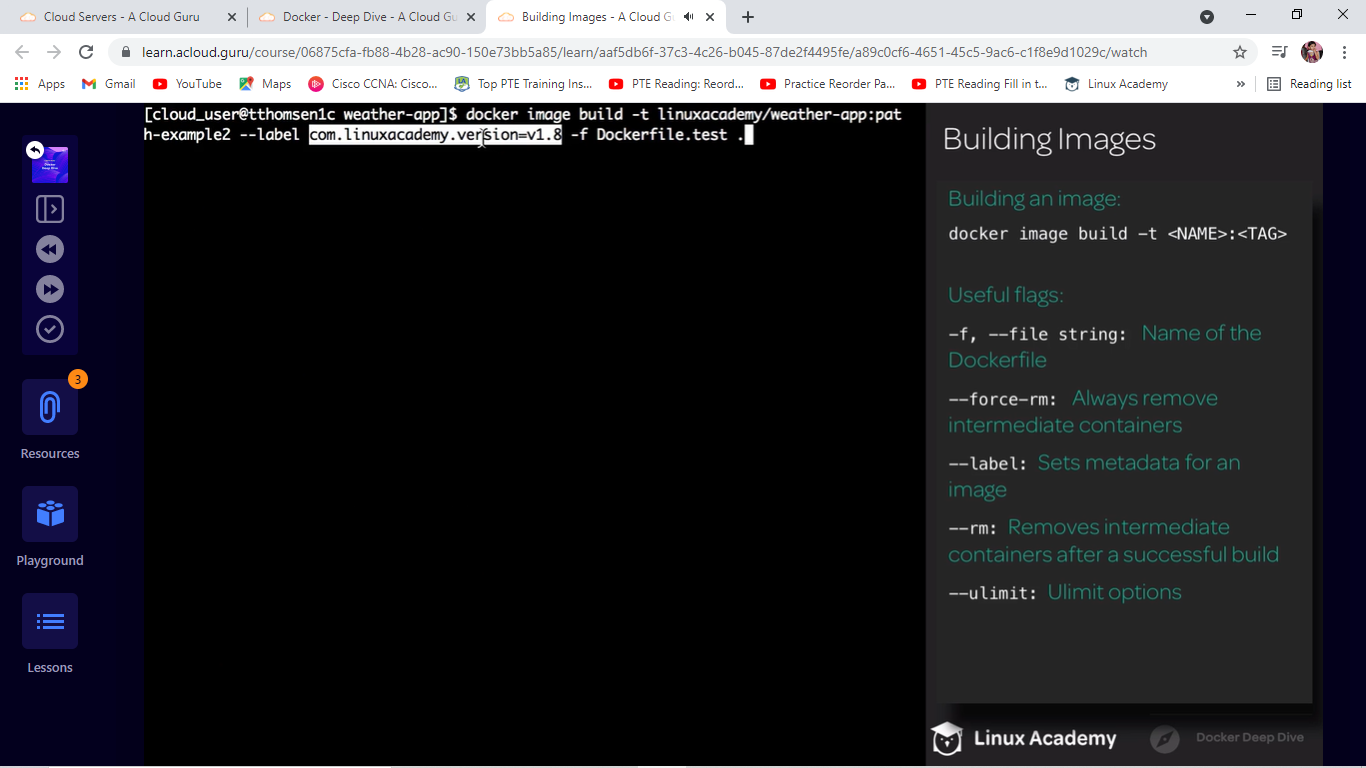 Cloud Servers - A Cloud Guru
Docker - Deep Dive - A Cloud Gu
Building Images - A Cloud G
learn.acloud.guru/course/06875cfa-fb88-4b28-ac90-150e73bb5a85/learn/aaf5db6f-37c3-4c26-b045-87de2f4495fe/a89c0cf6-4651-45c5-9ac6-c1f8e9d1029c/watch
Apps Gmail YouTube Maps Cisco CCNA: Cisco... Top PTE Training Ins... PTE Reading: Reord... Practice Reorder Pa... PTE Reading Fill in t... Linux Academy » Reading list
[cloud_user@tthomsen1c weather-app]$ docker image build -t linuxacademy/weather-app:pat
h-example2 --label com.linuxacademy.version=v1.8 -f Dockerfile.test .
Docker
Deep Dive
3
Resources
Playground
Lessons
Building Images
Building an image:
docker image build -t <NAME>:<TAG>
Useful flags:
-f, --file string: Name of the
Dockerfile
--force-rm: Always remove
intermediate containers
--label: Sets metadata for an
image
--rm: Removes intermediate
containers after a successful build
--ulimit: Ulimit options
Linux Academy
Docker Deep Dive